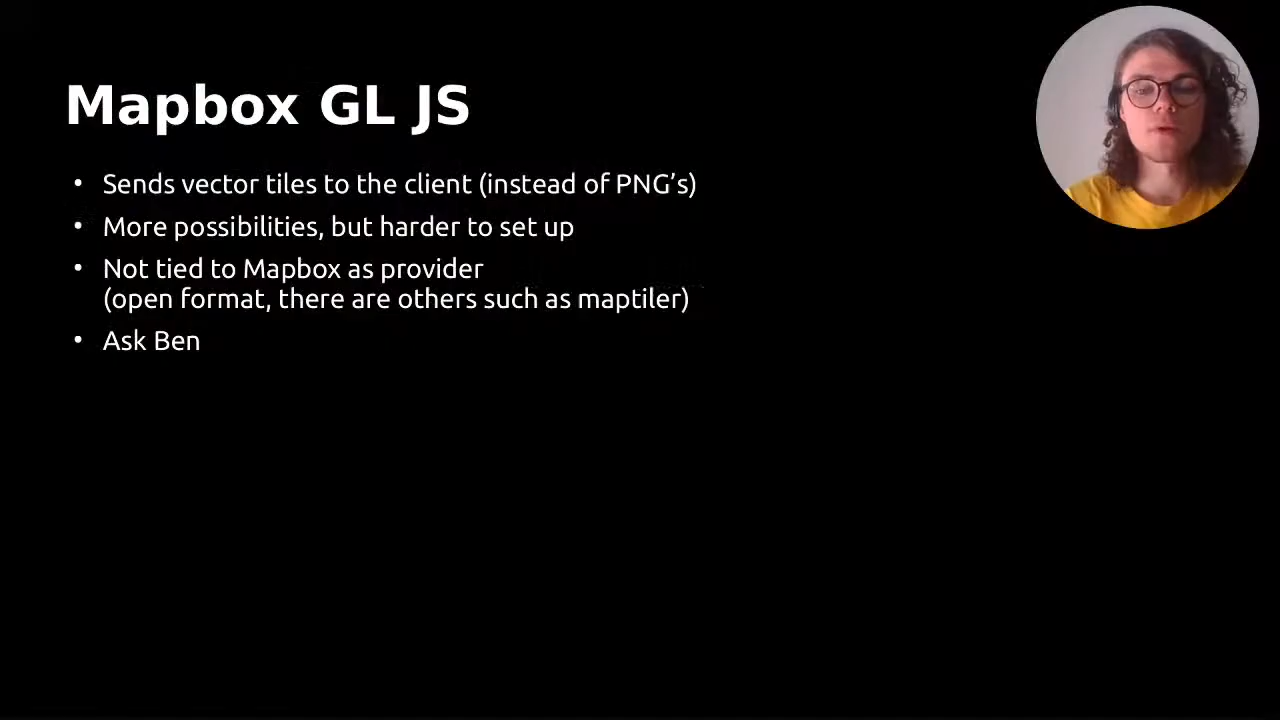 Mapbox GL JS
• Sends vector tiles to the client (instead of PNG’s)
• More possibilities, but harder to set up
• Not tied to Mapbox as provider
(open format, there are others such as maptiler)
• Ask Ben